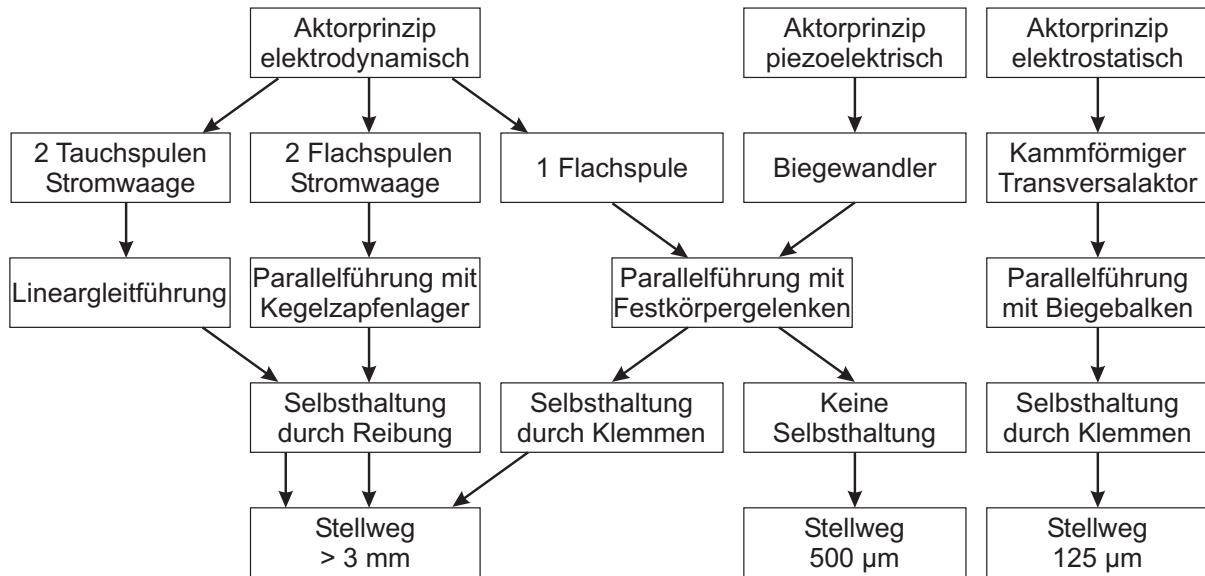 Aktorprinzip
elektrodynamisch
Aktorprinzip
piezoelektrisch
Aktorprinzip
elektrostatisch
2 Tauchspulen
Stromwaage
2 Flachspulen
Stromwaage
1 Flachspule
Biegewandler
Kammförmiger
Transversalaktor
Lineargleitführung
Parallelführung mit
Kegelzapfenlager
Parallelführung mit
Festkörpergelenken
Parallelführung
mit Biegebalken
Selbsthaltung
durch Reibung
Selbsthaltung
durch Klemmen
Keine
Selbsthaltung
Selbsthaltung
durch Klemmen
Stellweg
> 3 mm
Stellweg
500 µm
Stellweg
125 µm